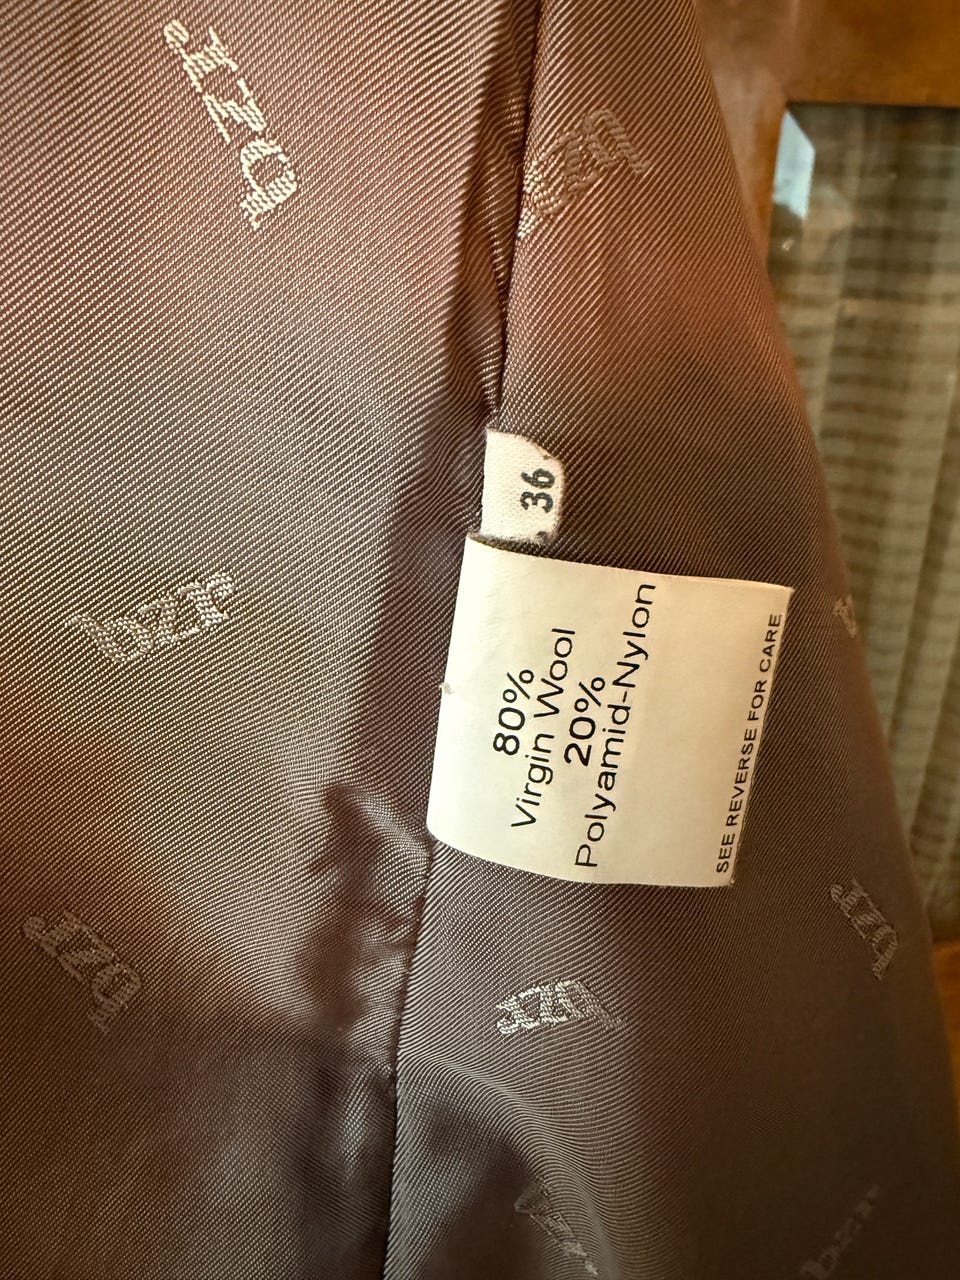 36
80%
Virgin Wool
20%
Polyamid-Nylon
SEE REVERSE FOR CARE